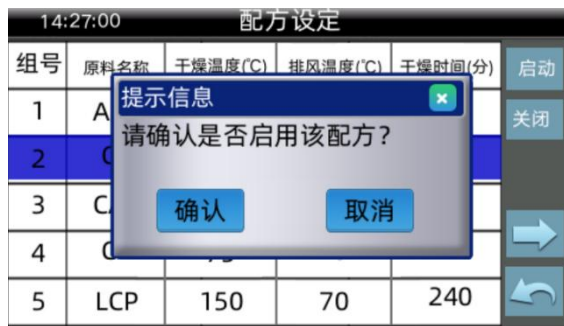 14:27:00 配方设定
组号 原料名称 干燥温度(℃) 排风温度(℃) 干燥时间(分) 启动
提示信息
1 A 关闭
请确认是否启用该配方?
2
3 C
确认 取消
4
5 LCP 150 70 240